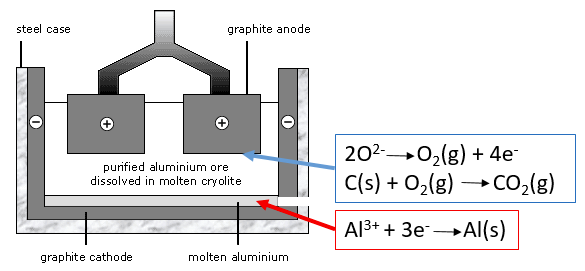 steel case
graphite anode
−
+
+
−
purified aluminium ore
dissolved in molten cryolite
2O²⁻ → O₂(g) + 4e⁻
C(s) + O₂(g) → CO₂(g)
Al³⁺ + 3e⁻ → Al(s)
graphite cathode
molten aluminium